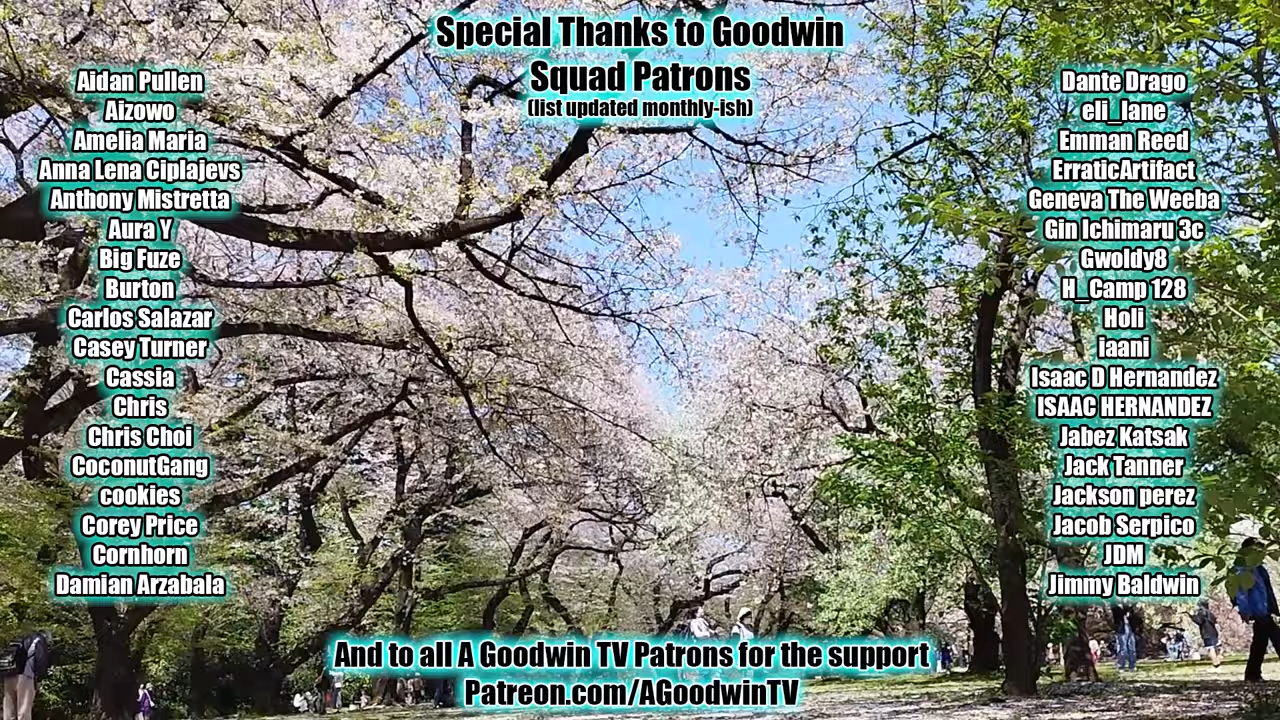 Special Thanks to Goodwin
Squad Patrons
(list updated monthly-ish)
Aidan Pullen
Aizowo
Amelia Maria
Anna Lena Ciplajevs
Anthony Mistretta
Aura Y
Big Fuze
Burton
Carlos Salazar
Casey Turner
Cassia
Chris
Chris Choi
CoconutGang
cookies
Corey Price
Cornhorn
Damian Arzabala
Dante Drago
eli_lane
Emman Reed
ErraticArtifact
Geneva The Weeba
Gin Ichimaru 3c
Gwoldy8
H_Camp 128
Holi
iaani
Isaac D Hernandez
ISAAC HERNANDEZ
Jabez Katsak
Jack Tanner
Jackson perez
Jacob Serpico
JDM
Jimmy Baldwin
And to all A Goodwin TV Patrons for the support
Patreon.com/AGoodwinTV